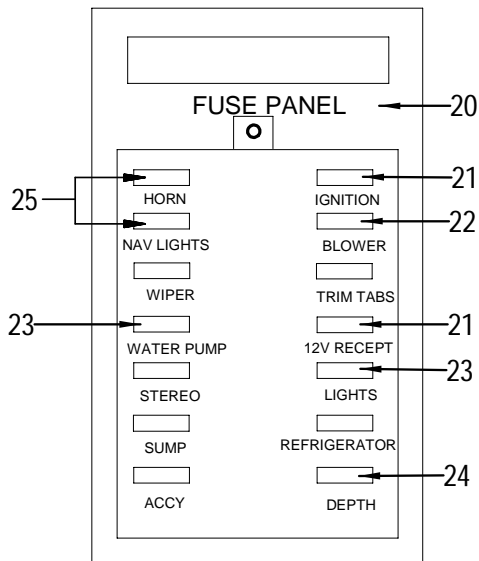 FUSE PANEL
20
25
HORN
IGNITION
21
NAV LIGHTS
BLOWER
22
WIPER
TRIM TABS
23
WATER PUMP
12V RECEPT
21
STEREO
LIGHTS
23
SUMP
REFRIGERATOR
ACCY
DEPTH
24